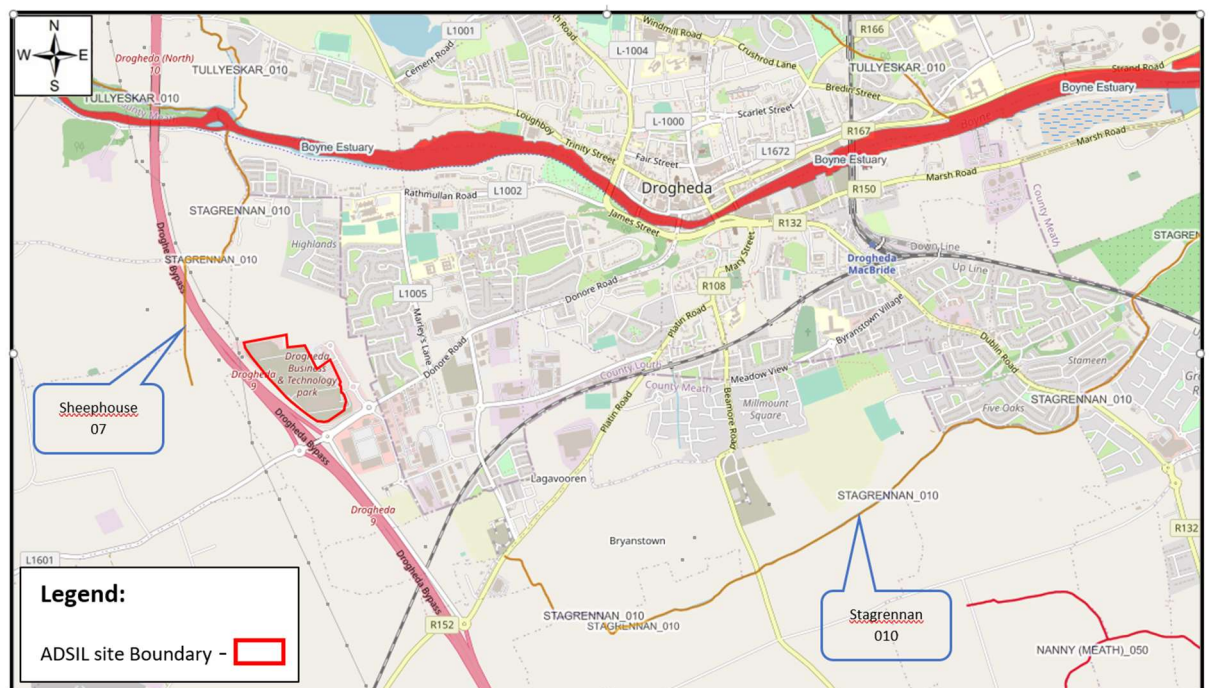 N
W E
S
Drogheda (North)
10
TULLYESKAR_010
TULLYESKAR_010
L1001
Cement Road
L-1004
Windmill Road
Crushrod Lane
R166
TULLYESKAR_010
Bredin Street
Strand Road
Boyne Estuary
Scarlet Street
L-1000
R167
Marsh Road
Loughboy
Trinity Street
Fair Street
L1672
Boyne Estuary
Boyne Estuary
Rathmullan Road
L1002
Drogheda
R150
Marsh Road
County Meath
STAGRENNAN_010
James Street
R132
Mary Street
Highlands
Down Line
Up Line
Drogheda
MacBride
STAGRENNAN_010
Drogheda Bypass
L1005
Donore Road
R108
Marley's Lane
Platin Road
Byranstown Village
Dublin Road
Donore Road
Drogheda
Business
& Technology
park
Stameen
County Louth
County Meath
Meadow View
Drogheda
9
Millmount
Square
Beamore Road
Five Oaks
STAGRENNAN_010
Sheephouse
07
Drogheda Bypass
Platin Road
Lagavooren
STAGRENNAN_010
Drogheda
9
R132
Bryanstown
L1601
Drogheda Bypass
Legend:
ADSIL site Boundary -
R152
STAGRENNAN_010
STAGRENNAN_010
Stagrennan
010
NANNY (MEATH)_050